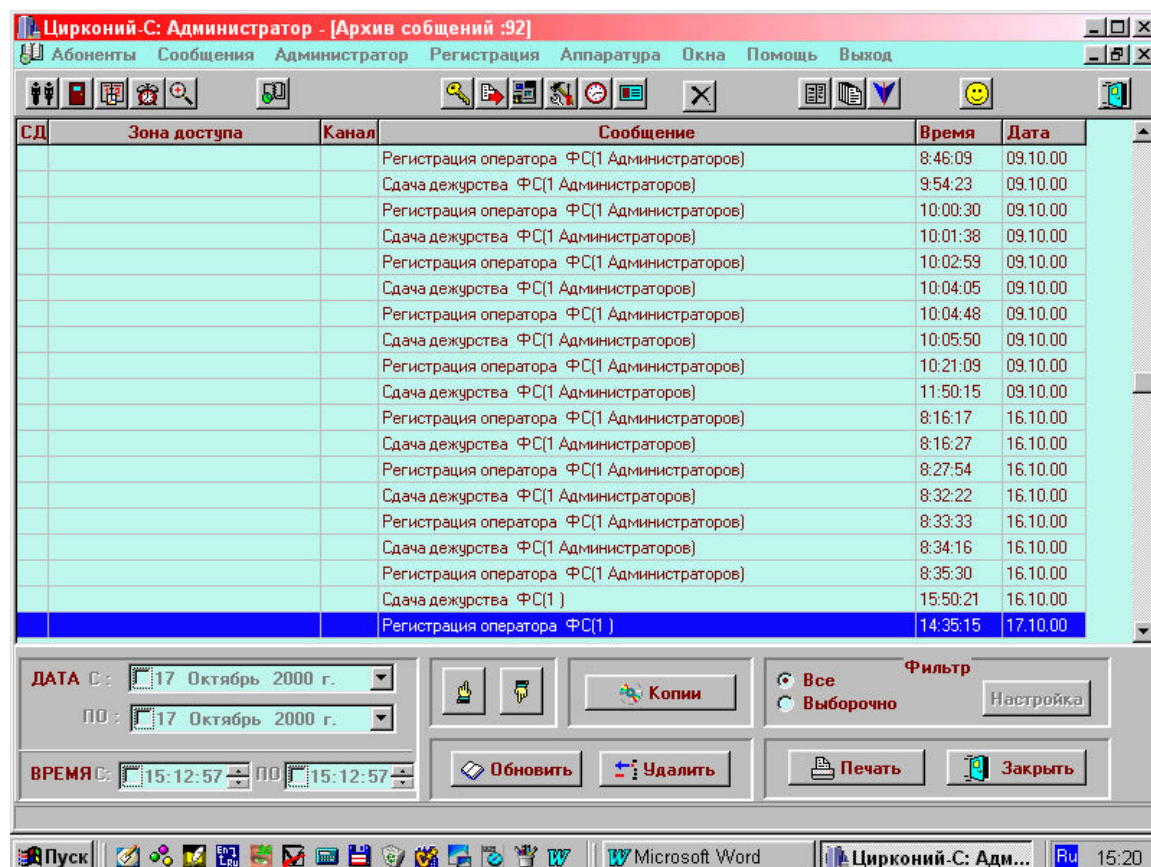 Цирконий-С: Администратор - [Архив собщений :92]
Абоненты Сообщения Администратор Регистрация Аппаратура Окна Помощь Выход
СД Зона доступа Канал Сообщение Время Дата
Регистрация оператора ФС(1 Администраторов) 8:46:09 09.10.00
Сдача дежурства ФС(1 Администраторов) 9:54:23 09.10.00
Регистрация оператора ФС(1 Администраторов) 10:00:30 09.10.00
Сдача дежурства ФС(1 Администраторов) 10:01:38 09.10.00
Регистрация оператора ФС(1 Администраторов) 10:02:59 09.10.00
Сдача дежурства ФС(1 Администраторов) 10:04:05 09.10.00
Регистрация оператора ФС(1 Администраторов) 10:04:48 09.10.00
Сдача дежурства ФС(1 Администраторов) 10:05:50 09.10.00
Регистрация оператора ФС(1 Администраторов) 10:21:09 09.10.00
Сдача дежурства ФС(1 Администраторов) 11:50:15 09.10.00
Регистрация оператора ФС(1 Администраторов) 8:16:17 16.10.00
Сдача дежурства ФС(1 Администраторов) 8:16:27 16.10.00
Регистрация оператора ФС(1 Администраторов) 8:27:54 16.10.00
Сдача дежурства ФС(1 Администраторов) 8:32:22 16.10.00
Регистрация оператора ФС(1 Администраторов) 8:33:33 16.10.00
Сдача дежурства ФС(1 Администраторов) 8:34:16 16.10.00
Регистрация оператора ФС(1 Администраторов) 8:35:30 16.10.00
Сдача дежурства ФС(1 ) 15:50:21 16.10.00
Регистрация оператора ФС(1 ) 14:35:15 17.10.00
ДАТА С : 17 Октябрь 2000 г.
ПО : 17 Октябрь 2000 г.
ВРЕМЯ С: 15:12:57 ПО 15:12:57
Копии
Обновить Удалить
Фильтр
Все
Выборочно
Настройка
Печать Закрыть
Пуск En Ru Microsoft Word Цирконий-С: Адм... Ru 15:20